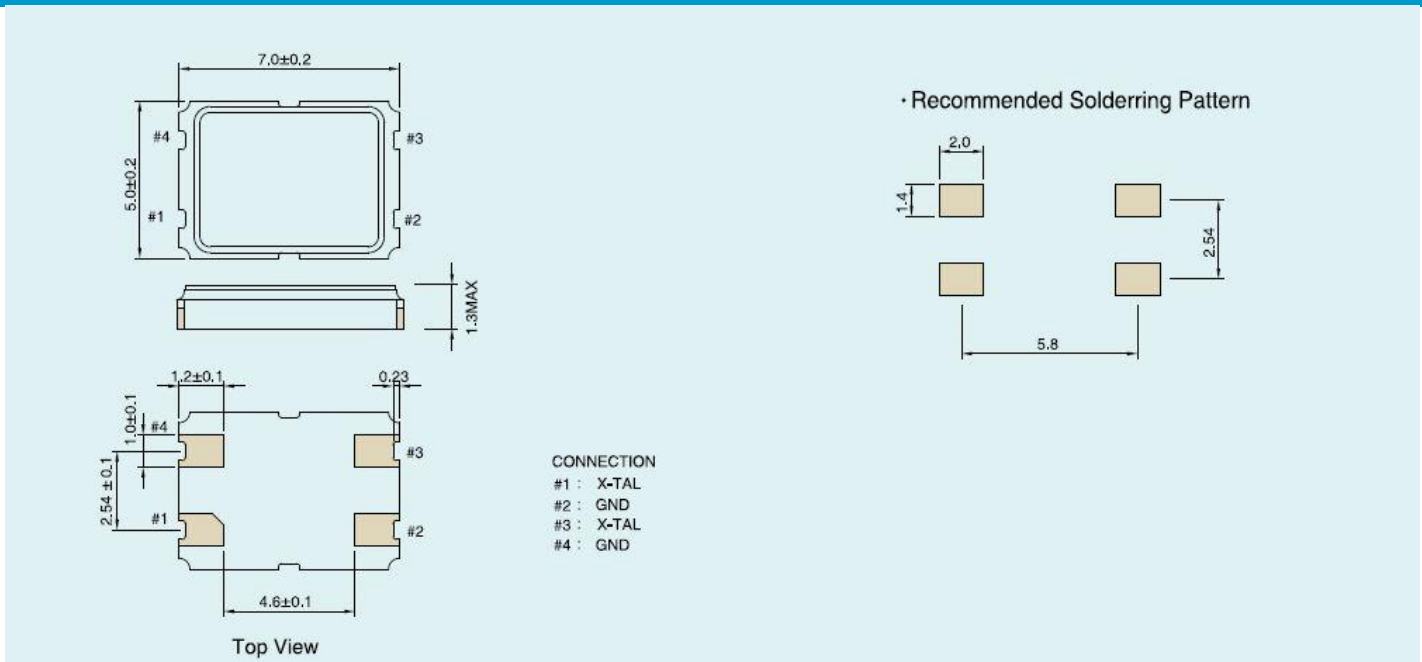 7.0±0.2
#4
#3
5.0±0.2
#1
#2
1.3MAX
1.2±0.1
0.23
1.0±0.1
#4
#3
2.54 ± 0.1
#1
#2
4.6±0.1
Top View
CONNECTION
#1 : X-TAL
#2 : GND
#3 : X-TAL
#4 : GND
· Recommended Solderring Pattern
2.0
1.4
2.54
5.8